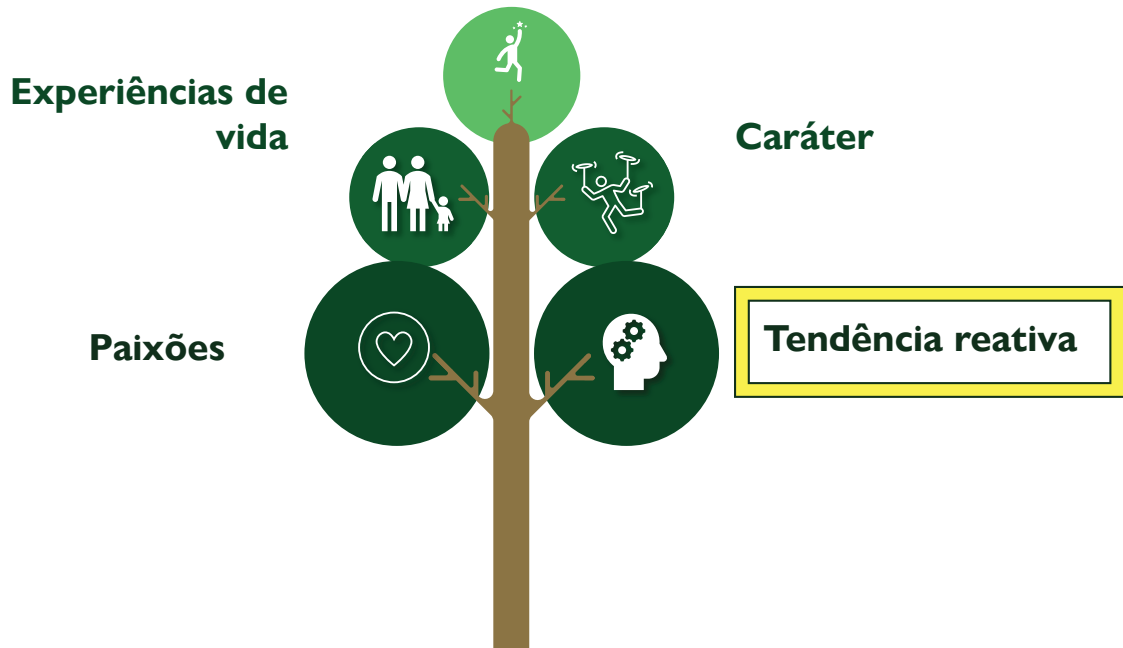 Experiências de
vida
Caráter
Paixões
Tendência reativa